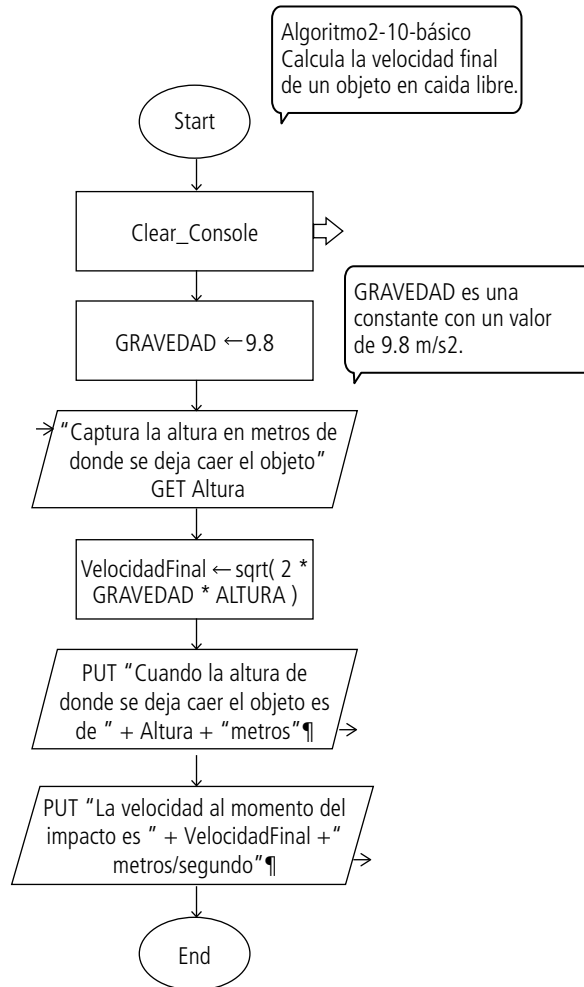 Algoritmo2-10-básico
Calcula la velocidad final
de un objeto en caida libre.
Start
Clear_Console
GRAVEDAD ←9.8
GRAVEDAD es una
constante con un valor
de 9.8 m/s2.
“Captura la altura en metros de
donde se deja caer el objeto”
GET Altura
VelocidadFinal ← sqrt( 2 *
GRAVEDAD * ALTURA )
PUT “Cuando la altura de
donde se deja caer el objeto es
de ” + Altura + “metros”¶
PUT “La velocidad al momento del
impacto es ” + VelocidadFinal +“
metros/segundo”¶
End